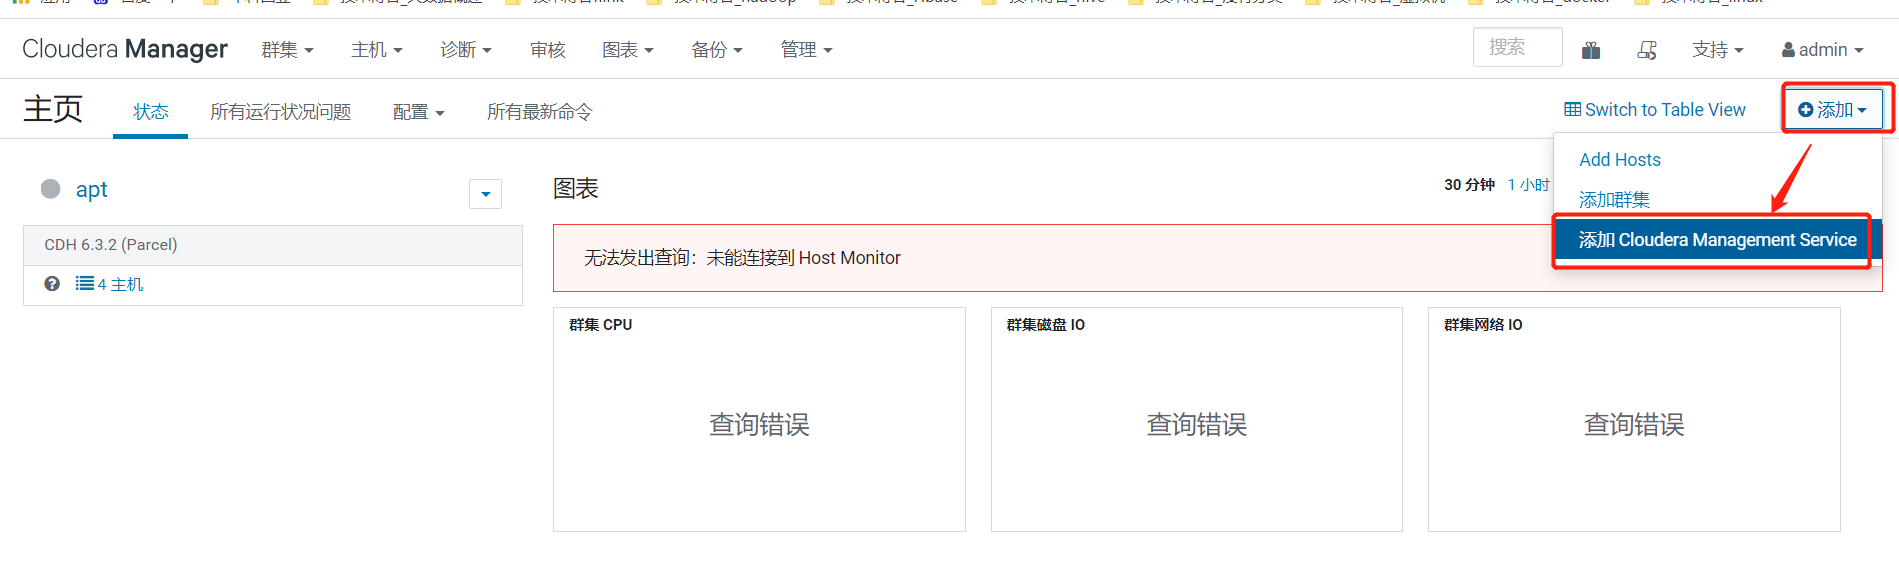 Cloudera Manager 群集 主机 诊断 审核 图表 备份 管理 搜索 支持 admin
主页 状态 所有运行状况问题 配置 所有最新命令 Switch to Table View 添加
Add Hosts
添加群集
添加 Cloudera Management Service
apt
CDH 6.3.2 (Parcel)
4 主机
图表 30 分钟 1 小时
无法发出查询：未能连接到 Host Monitor
群集 CPU
查询错误
群集磁盘 IO
查询错误
群集网络 IO
查询错误